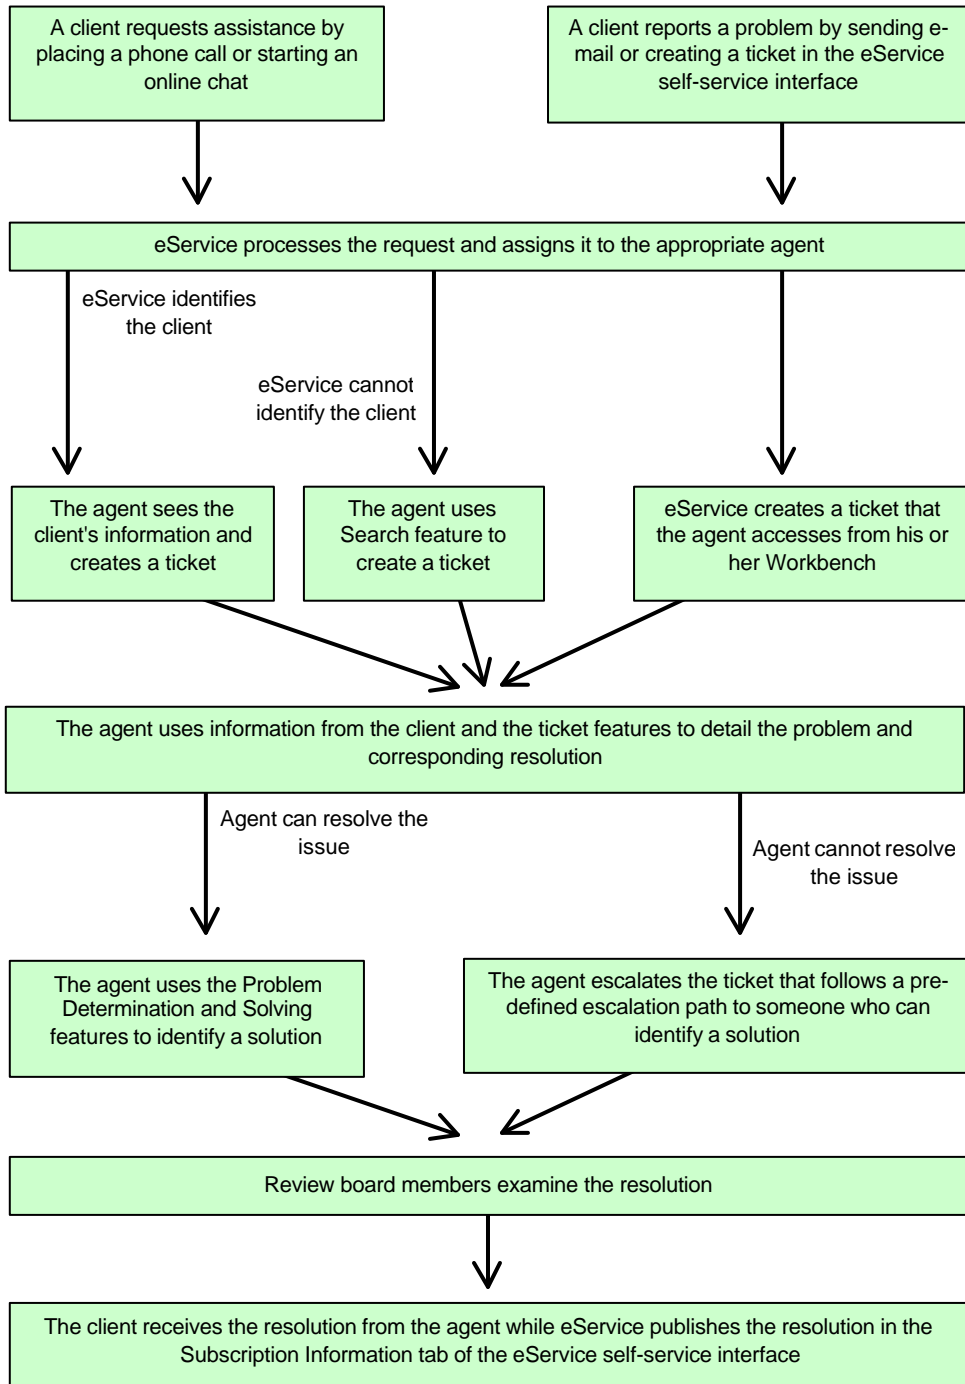 A client requests assistance by
placing a phone call or starting an
online chat
A client reports a problem by sending e-
mail or creating a ticket in the eService
self-service interface
eService processes the request and assigns it to the appropriate agent
eService identifies
the client
eService cannot
identify the client
The agent sees the
client's information and
creates a ticket
The agent uses
Search feature to
create a ticket
eService creates a ticket that
the agent accesses from his or
her Workbench
The agent uses information from the client and the ticket features to detail the problem and
corresponding resolution
Agent can resolve the
issue
Agent cannot resolve
the issue
The agent uses the Problem
Determination and Solving
features to identify a solution
The agent escalates the ticket that follows a pre-
defined escalation path to someone who can
identify a solution
Review board members examine the resolution
The client receives the resolution from the agent while eService publishes the resolution in the
Subscription Information tab of the eService self-service interface